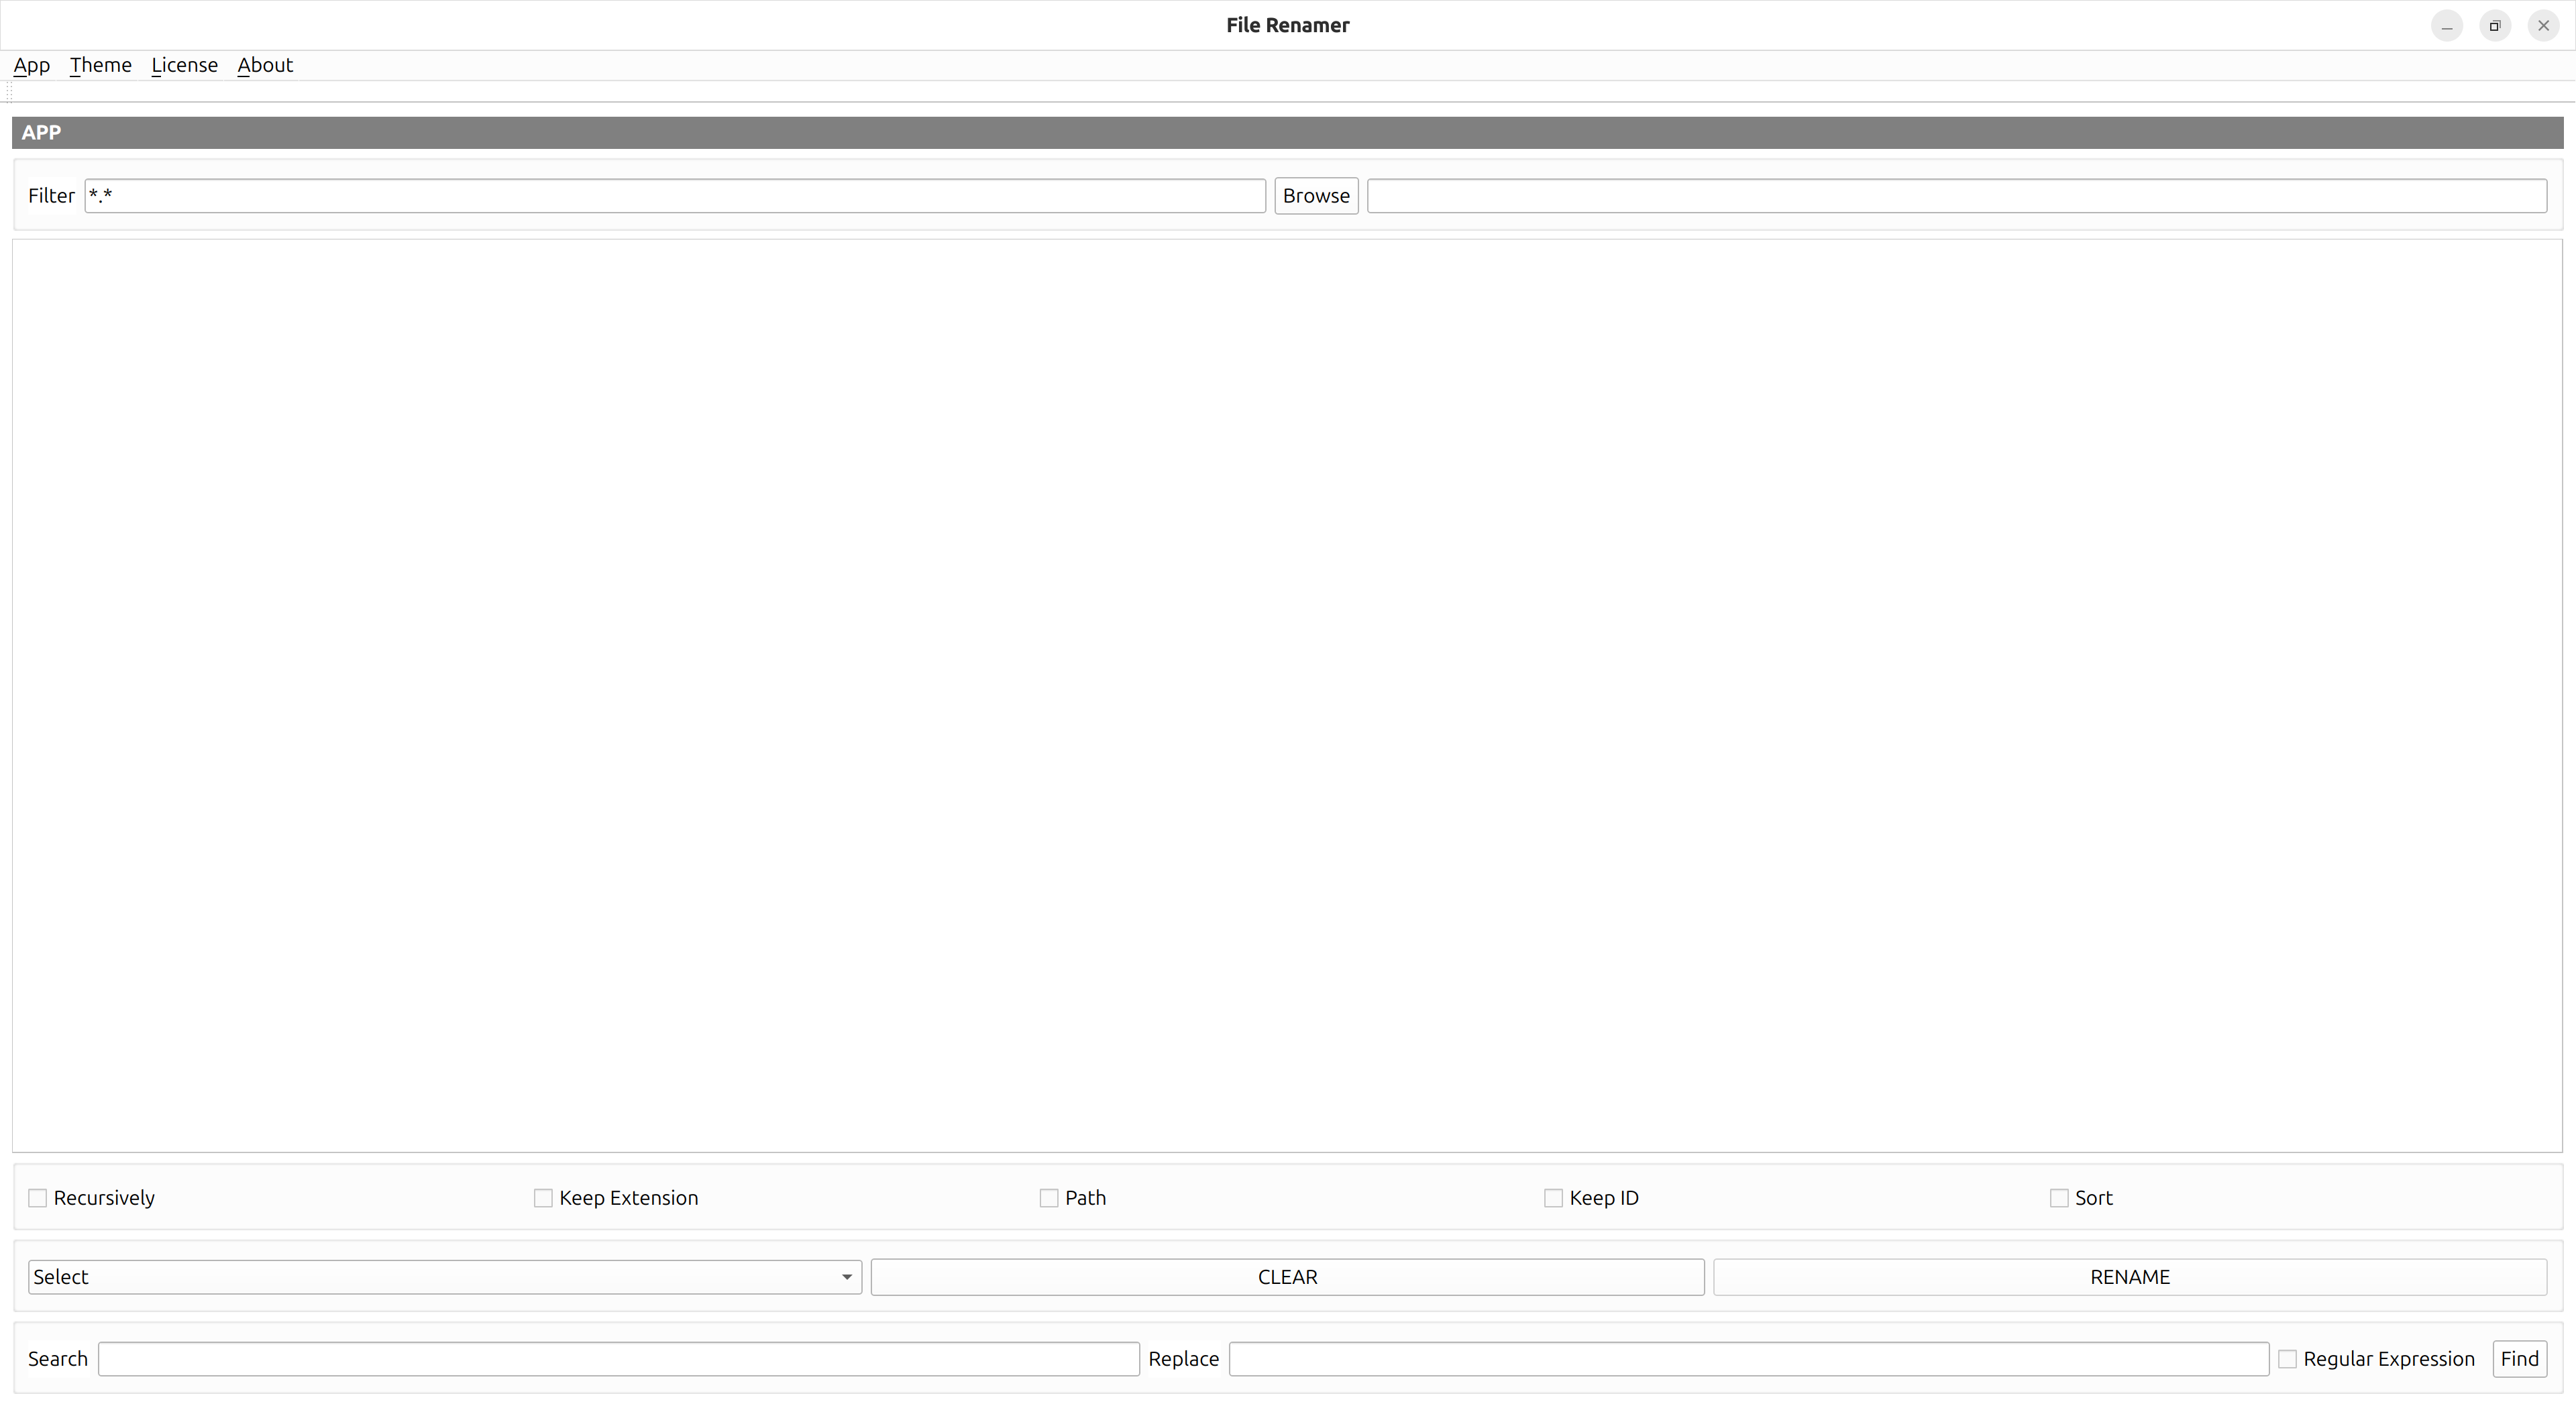 File Renamer
App Theme License About
APP
Filter *.* Browse
Recursively Keep Extension Path Keep ID Sort
Select CLEAR RENAME
Search Replace Regular Expression Find